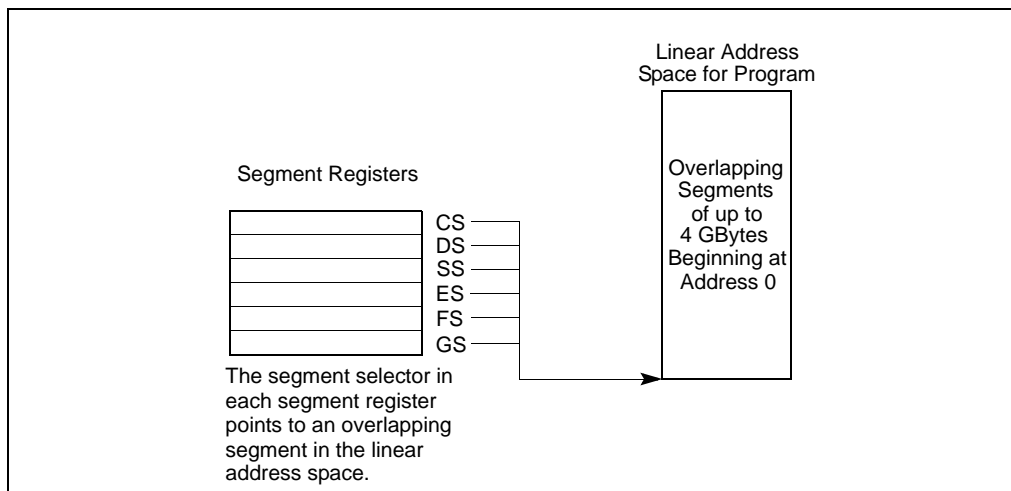 Linear Address
Space for Program
Segment Registers
Overlapping
Segments
of up to
4 GBytes
Beginning at
Address 0
CS
DS
SS
ES
FS
GS
The segment selector in
each segment register
points to an overlapping
segment in the linear
address space.